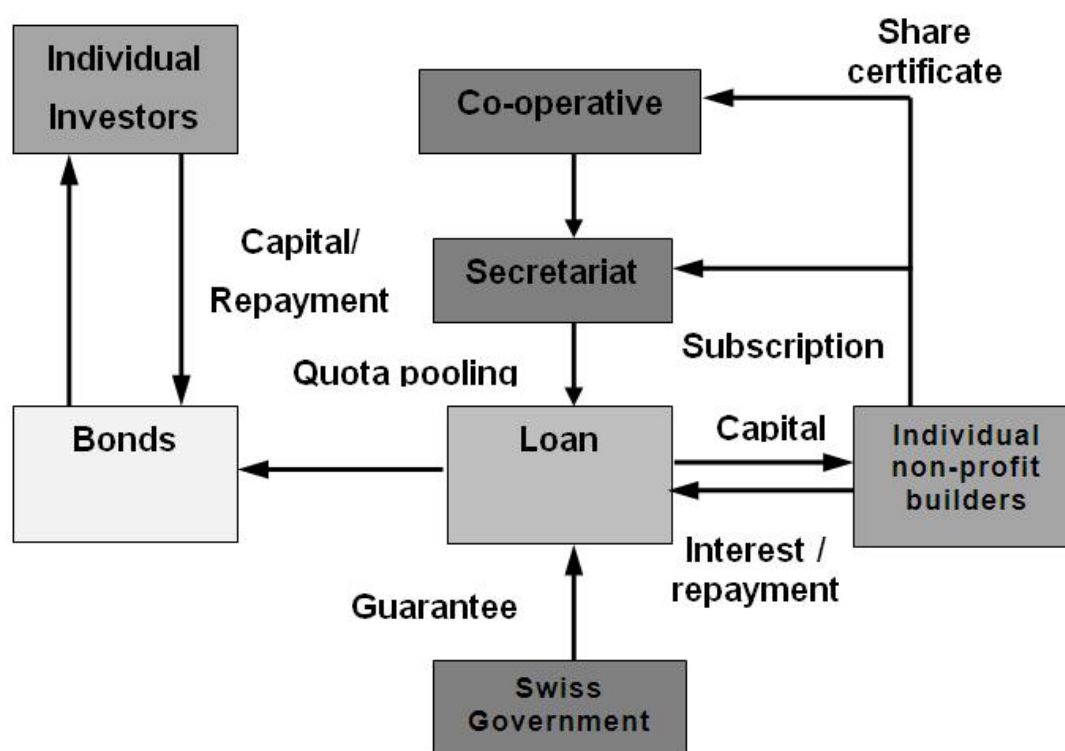 Individual
Investors
Share
certificate
Co-operative
Capital/
Repayment
Secretariat
Subscription
Quota pooling
Bonds
Loan
Capital
Individual
non-profit
builders
Interest /
repayment
Guarantee
Swiss
Government